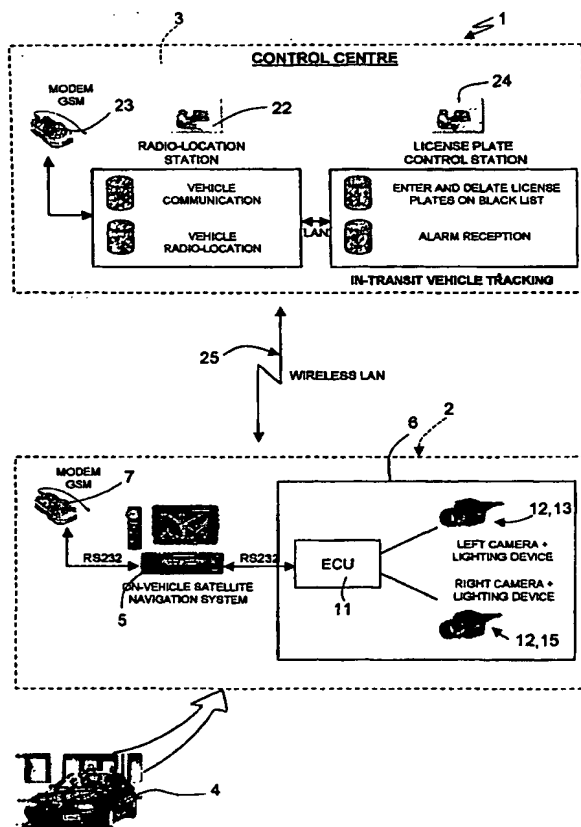 3
1
CONTROL CENTRE
MODEM
GSM
23
22
24
RADIO-LOCATION
STATION
LICENSE PLATE
CONTROL STATION
VEHICLE
COMMUNICATION
VEHICLE
RADIO-LOCATION
LAN
ENTER AND DELATE LICENSE
PLATES ON BLACK LIST
ALARM RECEPTION
IN-TRANSIT VEHICLE TRACKING
25
WIRELESS LAN
6
2
MODEM
GSM
7
RS232
RS232
5
ON-VEHICLE SATELLITE
NAVIGATION SYSTEM
ECU
11
12,13
LEFT CAMERA +
LIGHTING DEVICE
RIGHT CAMERA +
LIGHTING DEVICE
12,15
4